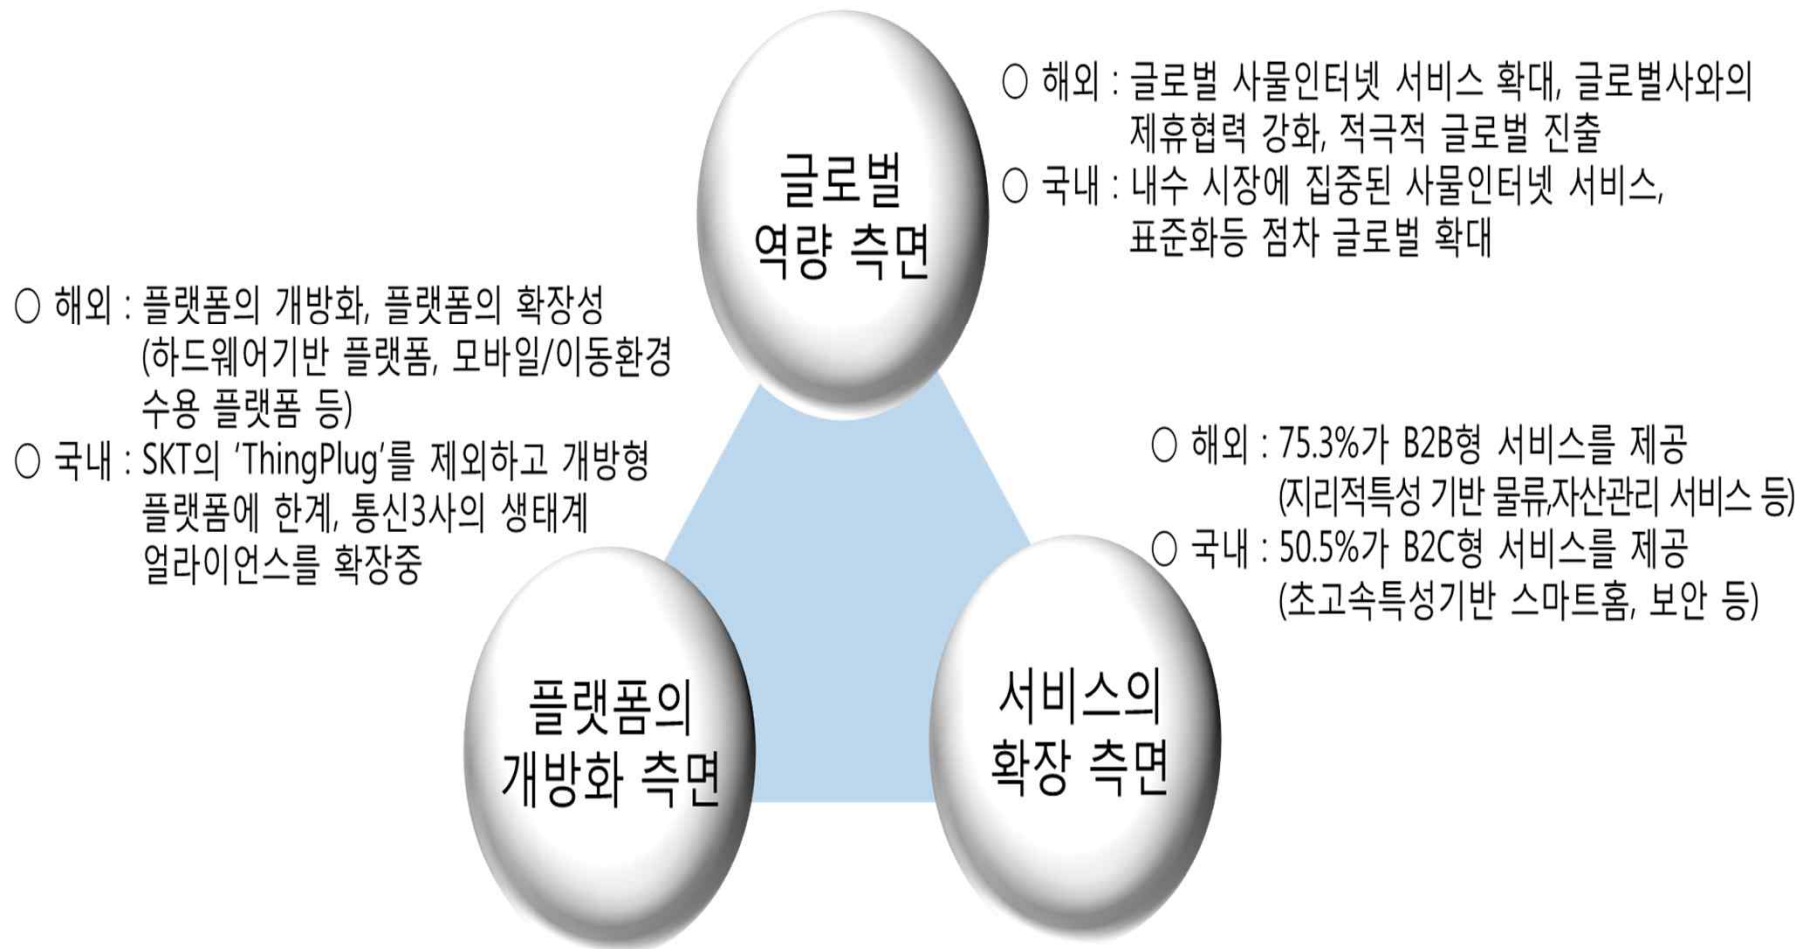 글로벌
역량 측면
○ 해외 : 글로벌 사물인터넷 서비스 확대, 글로벌사와의
제휴협력 강화, 적극적 글로벌 진출
○ 국내 : 내수 시장에 집중된 사물인터넷 서비스,
표준화등 점차 글로벌 확대
○ 해외 : 플랫폼의 개방화, 플랫폼의 확장성
(하드웨어기반 플랫폼, 모바일/이동환경
수용 플랫폼 등)
○ 국내 : SKT의 ‘ThingPlug’를 제외하고 개방형
플랫폼에 한계, 통신3사의 생태계
얼라이언스를 확장중
플랫폼의
개방화 측면
○ 해외 : 75.3%가 B2B형 서비스를 제공
(지리적특성 기반 물류,자산관리 서비스 등)
○ 국내 : 50.5%가 B2C형 서비스를 제공
(초고속특성기반 스마트홈, 보안 등)
서비스의
확장 측면